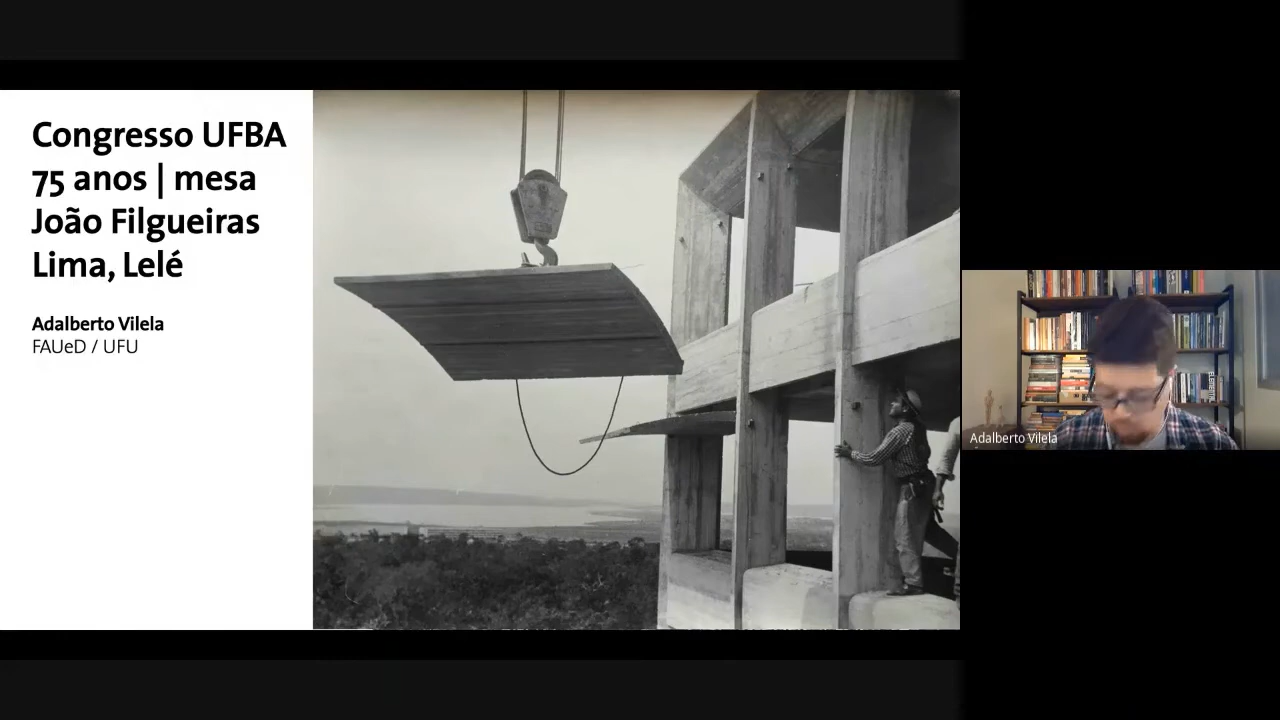 Congresso UFBA
75 anos | mesa
João Filgueiras
Lima, Lelé
Adalberto Vilela
FAUeD / UFU
Adalberto Vilela